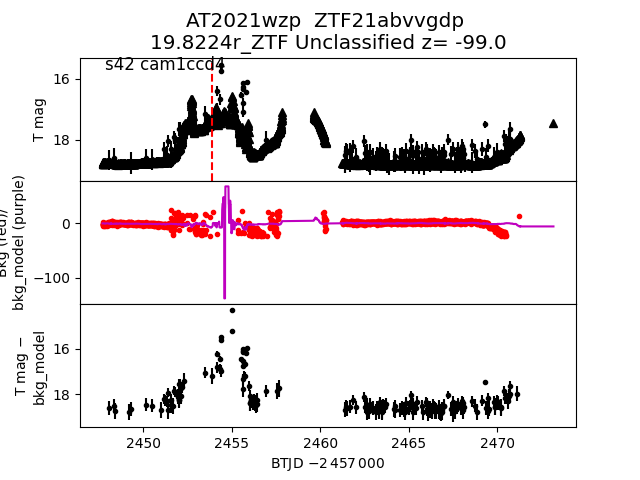 AT2021wzp  ZTF21abvvgdp
19.8224r_ZTF Unclassified z= -99.0
s42 cam1ccd4
16
18
T mag
0
−100
Bkg (red)/
bkg_model (purple)
16
18
T mag −
bkg_model
2450
2455
2460
2465
2470
BTJD −2 457 000